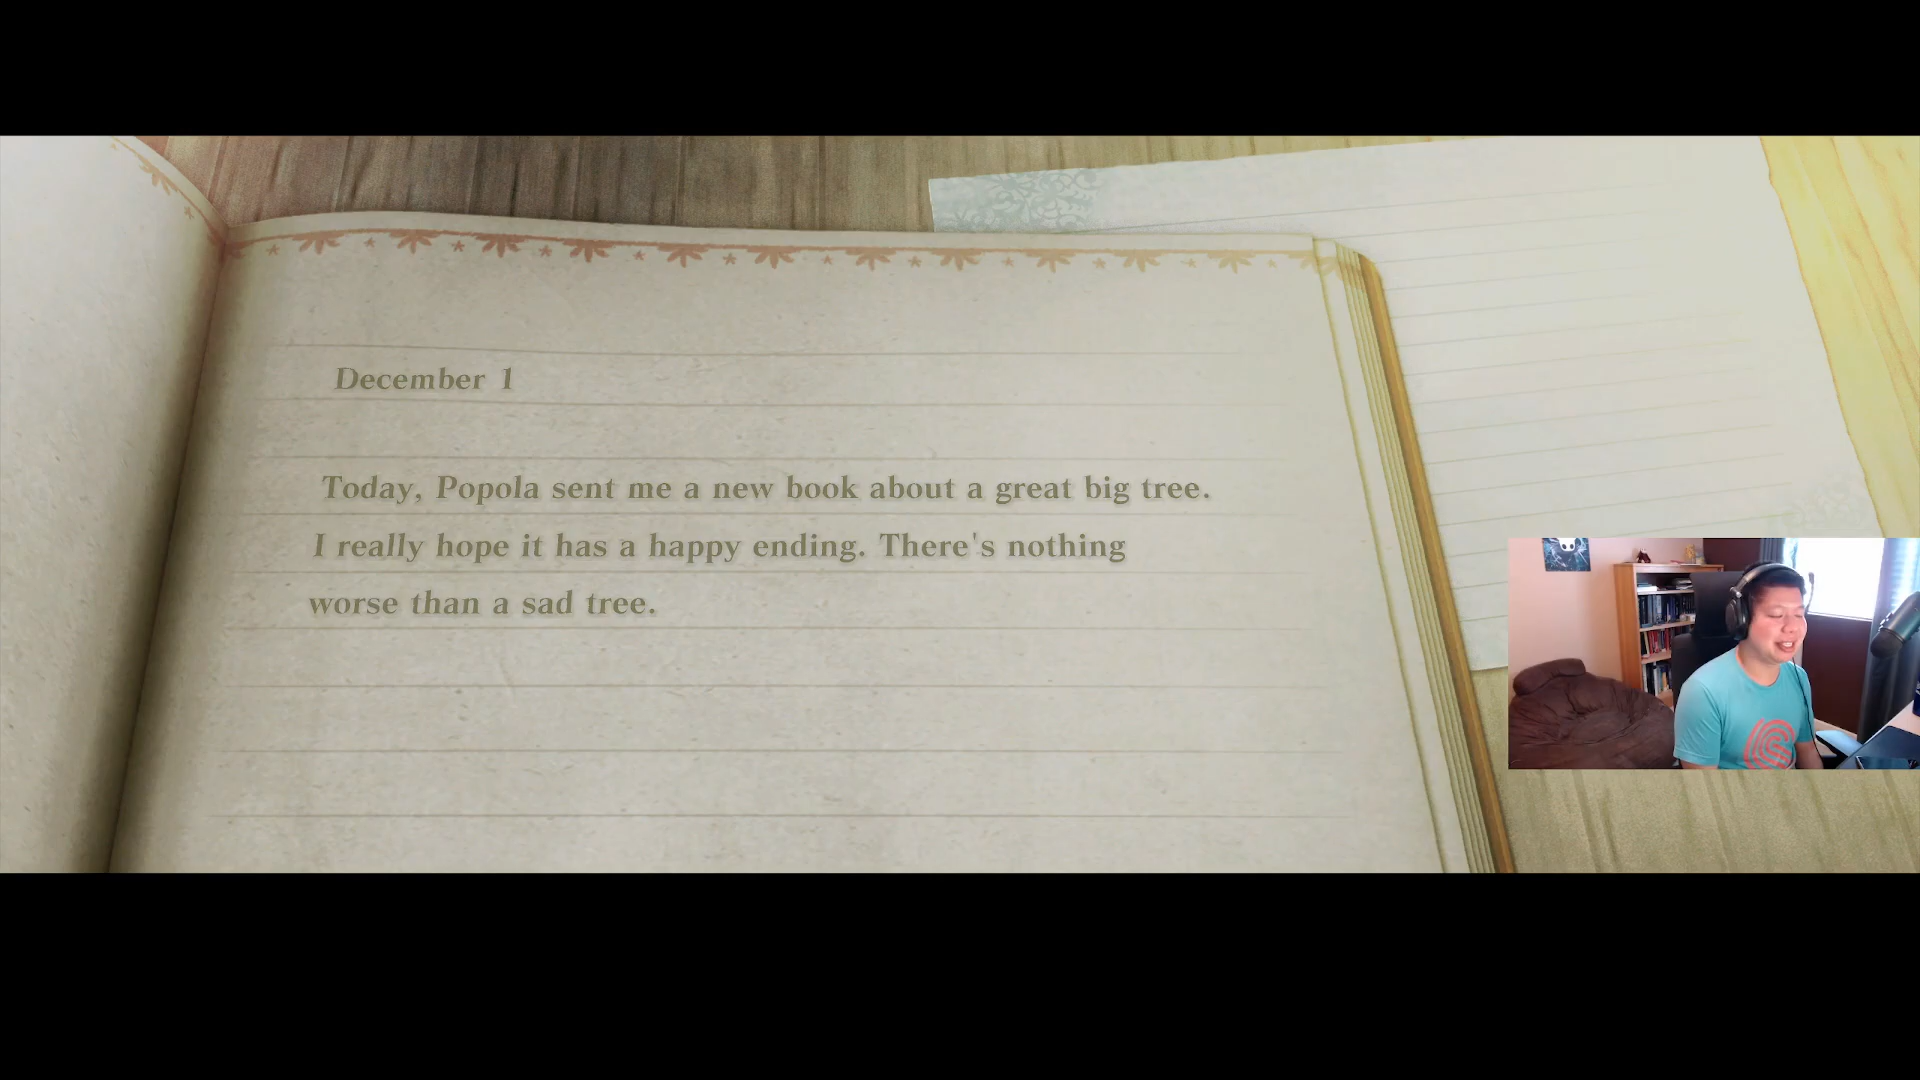 December 1
Today, Popola sent me a new book about a great big tree.
I really hope it has a happy ending. There's nothing
worse than a sad tree.